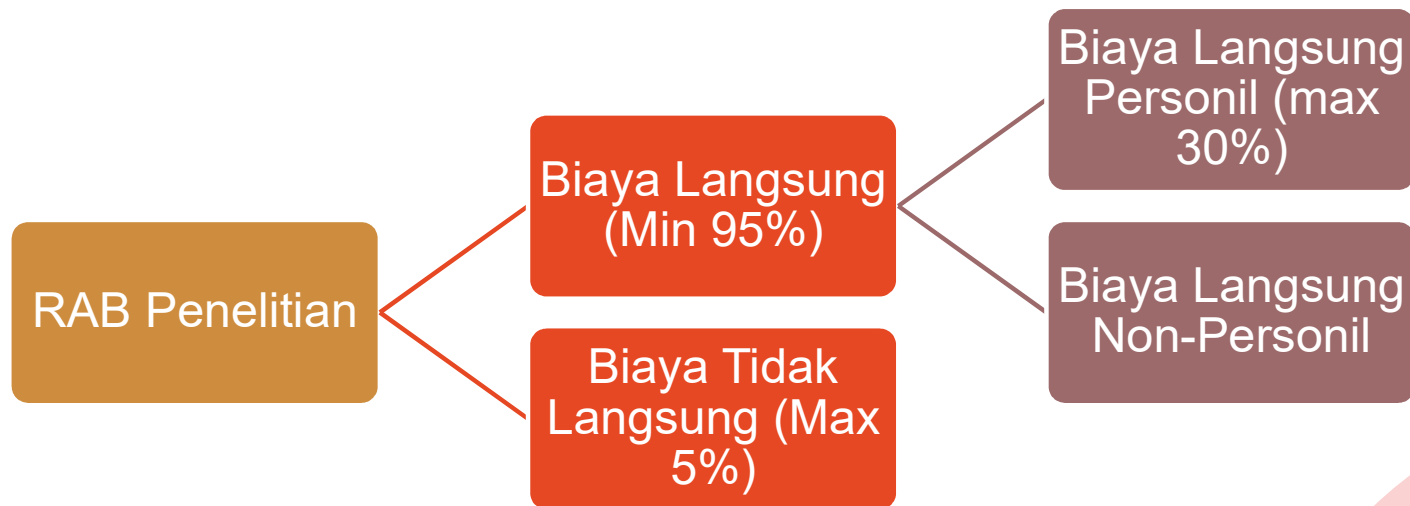 RAB Penelitian
Biaya Langsung
(Min 95%)
Biaya Tidak
Langsung (Max
5%)
Biaya Langsung
Personil (max
30%)
Biaya Langsung
Non-Personil